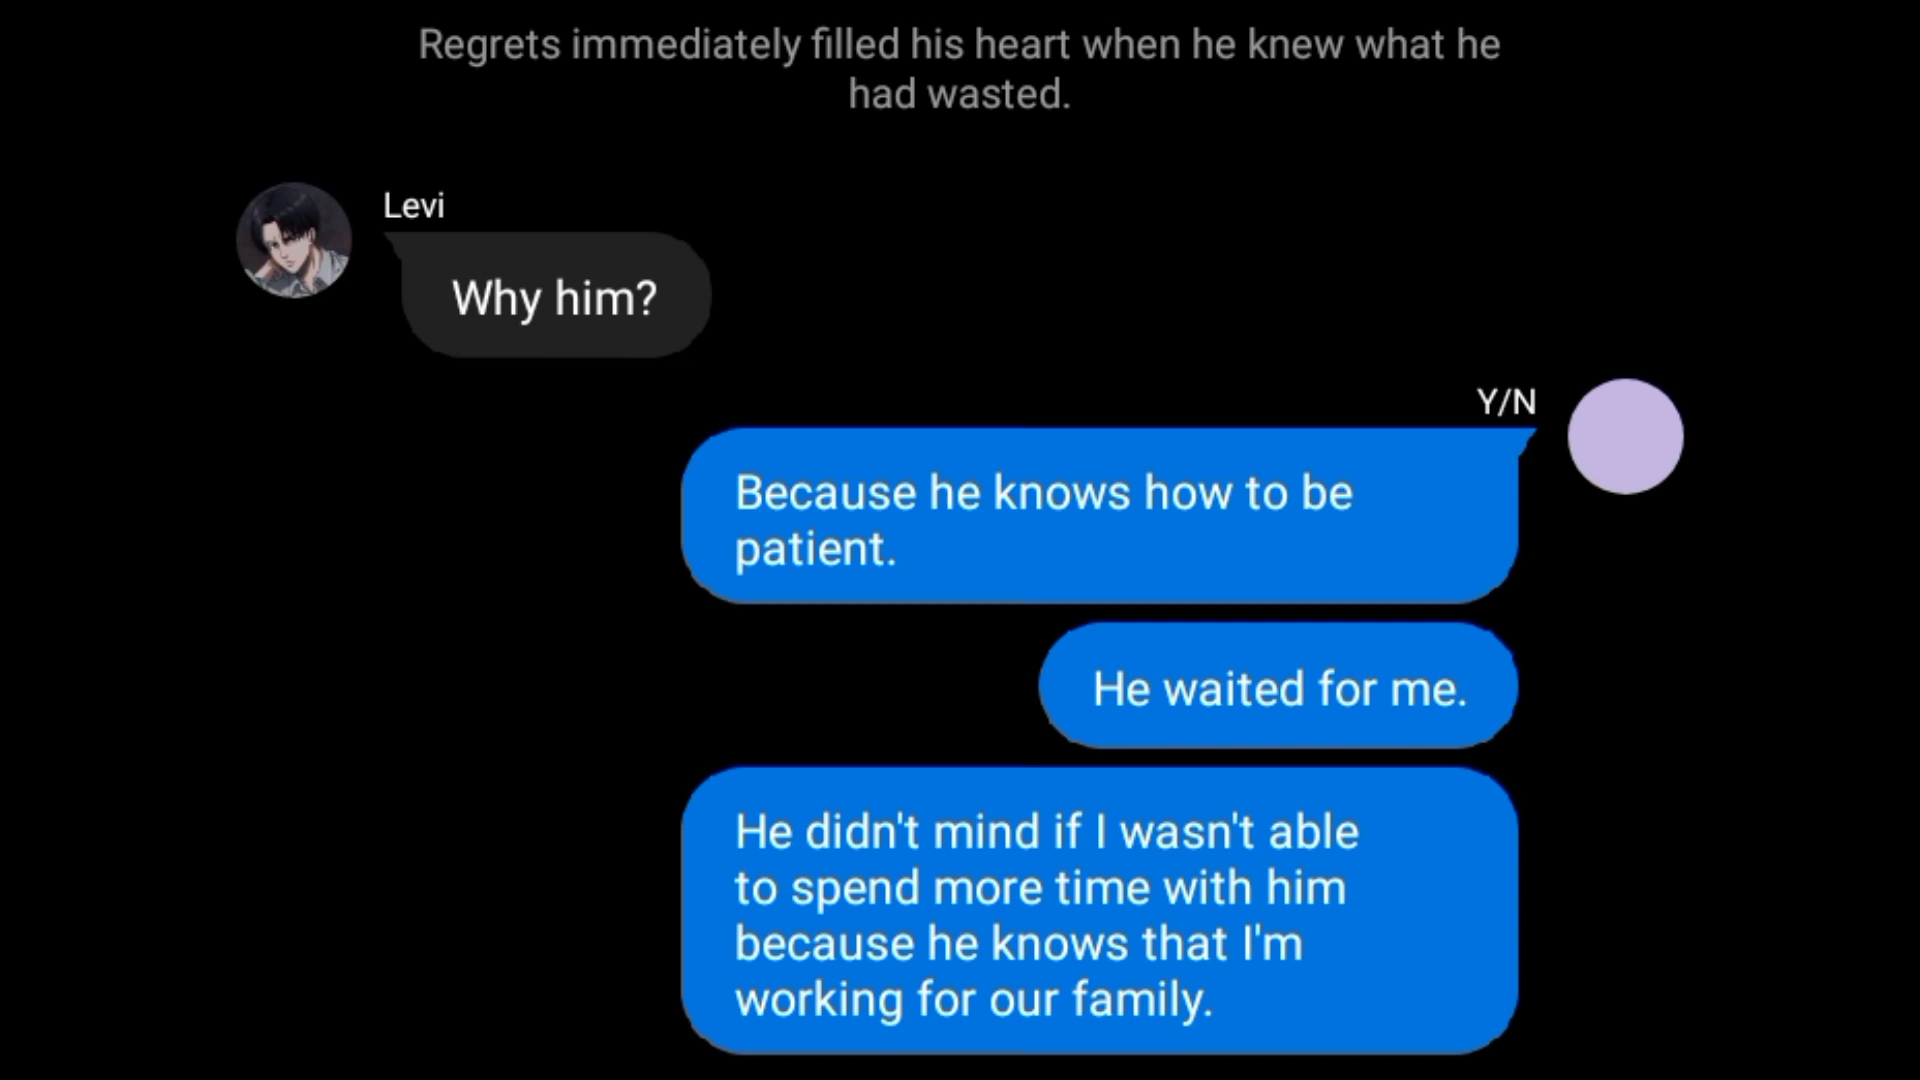 Regrets immediately filled his heart when he knew what he
had wasted.
Levi
Why him?
Y/N
Because he knows how to be
patient.
He waited for me.
He didn't mind if I wasn't able
to spend more time with him
because he knows that I'm
working for our family.